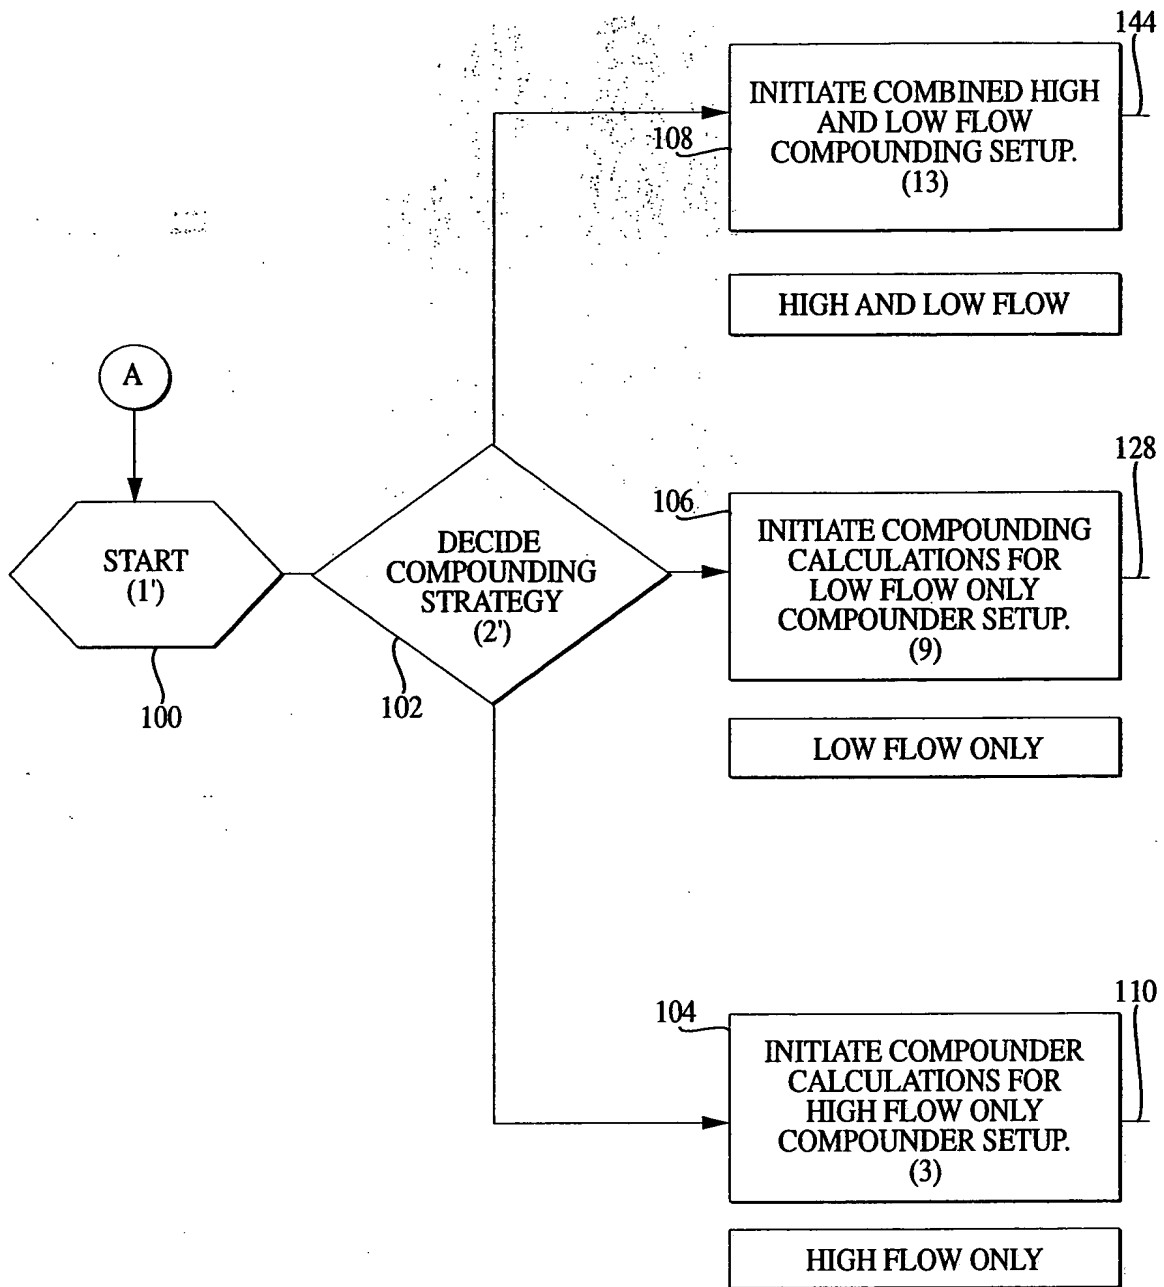 144
INITIATE COMBINED HIGH
AND LOW FLOW
COMPOUNDING SETUP.
(13)
108
HIGH AND LOW FLOW
A
START
(1')
100
DECIDE
COMPOUNDING
STRATEGY
(2')
102
128
106
INITIATE COMPOUNDING
CALCULATIONS FOR
LOW FLOW ONLY
COMPOUNDER SETUP.
(9)
LOW FLOW ONLY
110
104
INITIATE COMPOUNDER
CALCULATIONS FOR
HIGH FLOW ONLY
COMPOUNDER SETUP.
(3)
HIGH FLOW ONLY